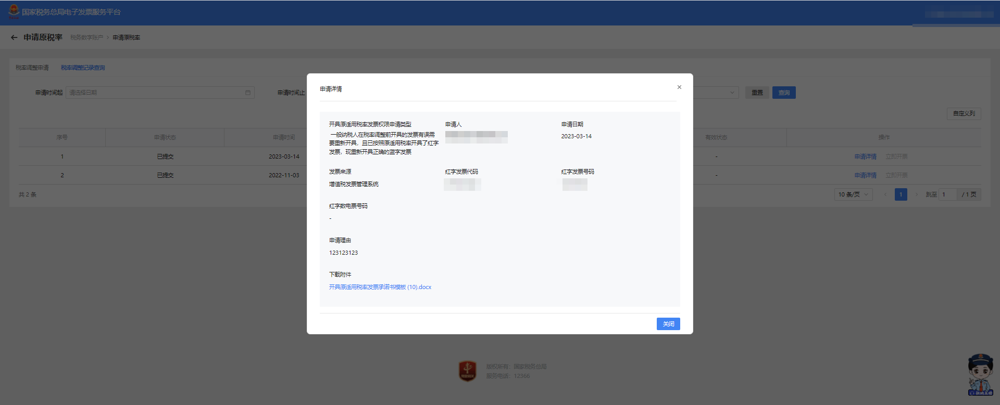 国家税务总局电子发票服务平台
申请原税率 税务数字账户 > 申请原税率
税率调整申请 税率调整记录查询
申请时间起 请选择日期 申请时间止 重置 查询
自定义列
序号 申请状态 申请时间 有效状态 操作
1 已提交 2023-03-14 - 申请详情 立即开票
2 已提交 2022-11-03 - 申请详情 立即开票
共 2 条 10 条/页 < 1 > 跳至 1 / 1 页
申请详情 ×
开具原适用税率发票权限申请类型 申请人 申请日期
一般纳税人在税率调整前开具的发票有误需 2023-03-14
要重新开具，且已按照原适用税率开具了红字
发票，现重新开具正确的蓝字发票
发票来源 红字发票代码 红字发票号码
增值税发票管理系统
红字数电票号码
-
申请理由
123123123
下载附件
开具原适用税率发票承诺书模板 (10).docx
关闭
版权所有：国家税务总局
服务电话：12366